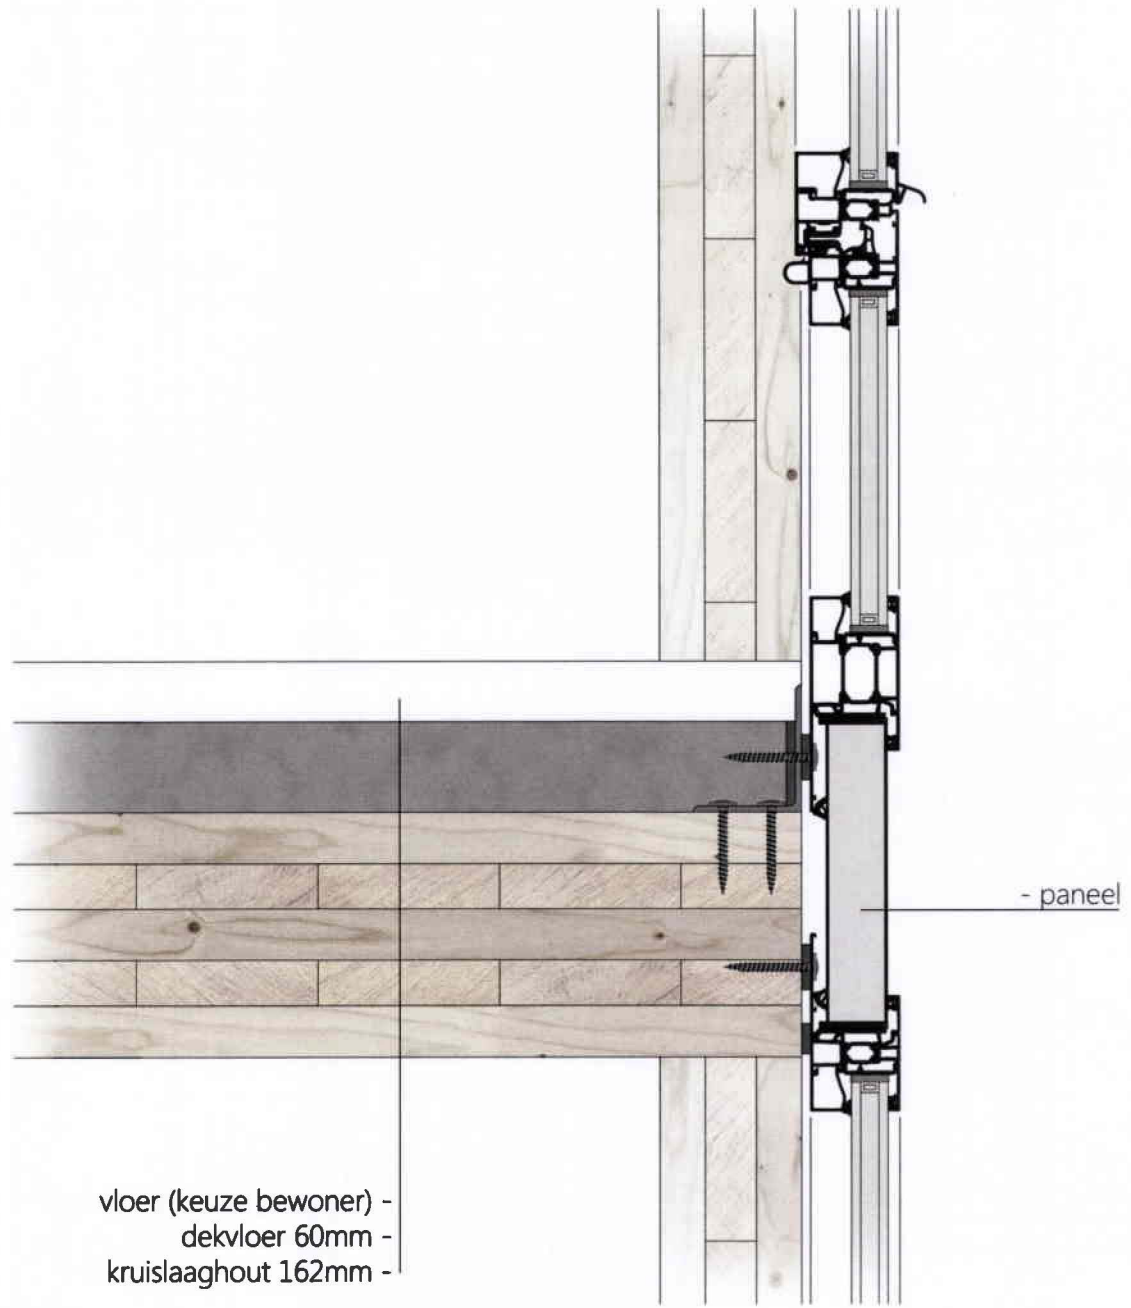 - paneel
vloer (keuze bewoner) -
dekvloer 60mm -
kruislaaghout 162mm -